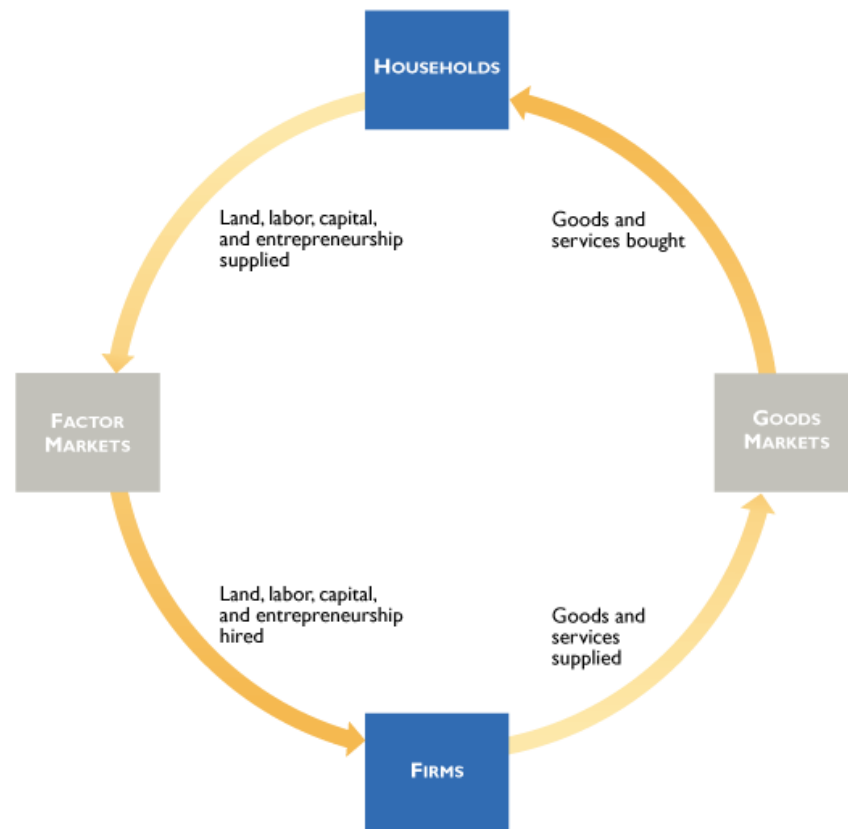 HOUSEHOLDS
Land, labor, capital,
and entrepreneurship
supplied
Goods and
services bought
FACTOR
MARKETS
GOODS
MARKETS
Land, labor, capital,
and entrepreneurship
hired
Goods and
services
supplied
FIRMS